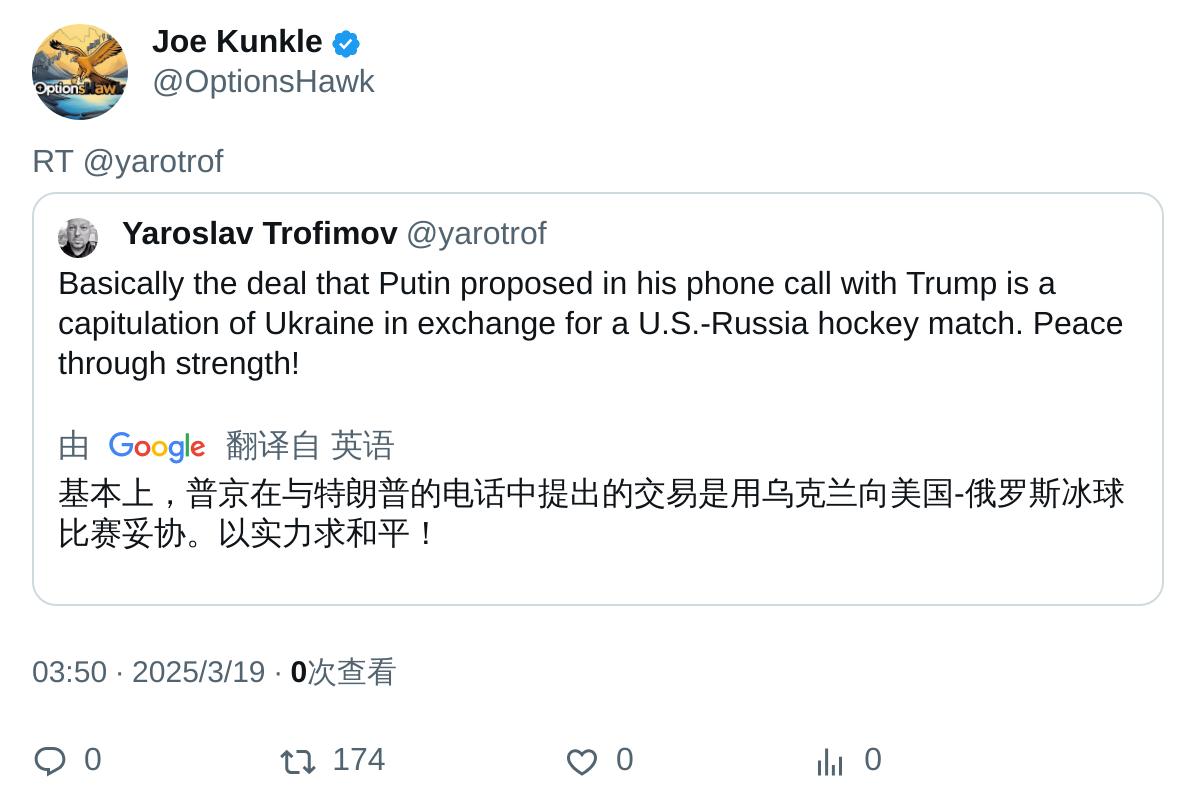 Joe Kunkle
@OptionsHawk
OptionsHawk
RT @yarotrof
Yaroslav Trofimov @yarotrof
Basically the deal that Putin proposed in his phone call with Trump is a
capitulation of Ukraine in exchange for a U.S.-Russia hockey match. Peace
through strength!
由 Google 翻译自 英语
基本上，普京在与特朗普的电话中提出的交易是用乌克兰向美国-俄罗斯冰球
比赛妥协。以实力求和平！
03:50 · 2025/3/19 · 0次查看
0 174 0 0